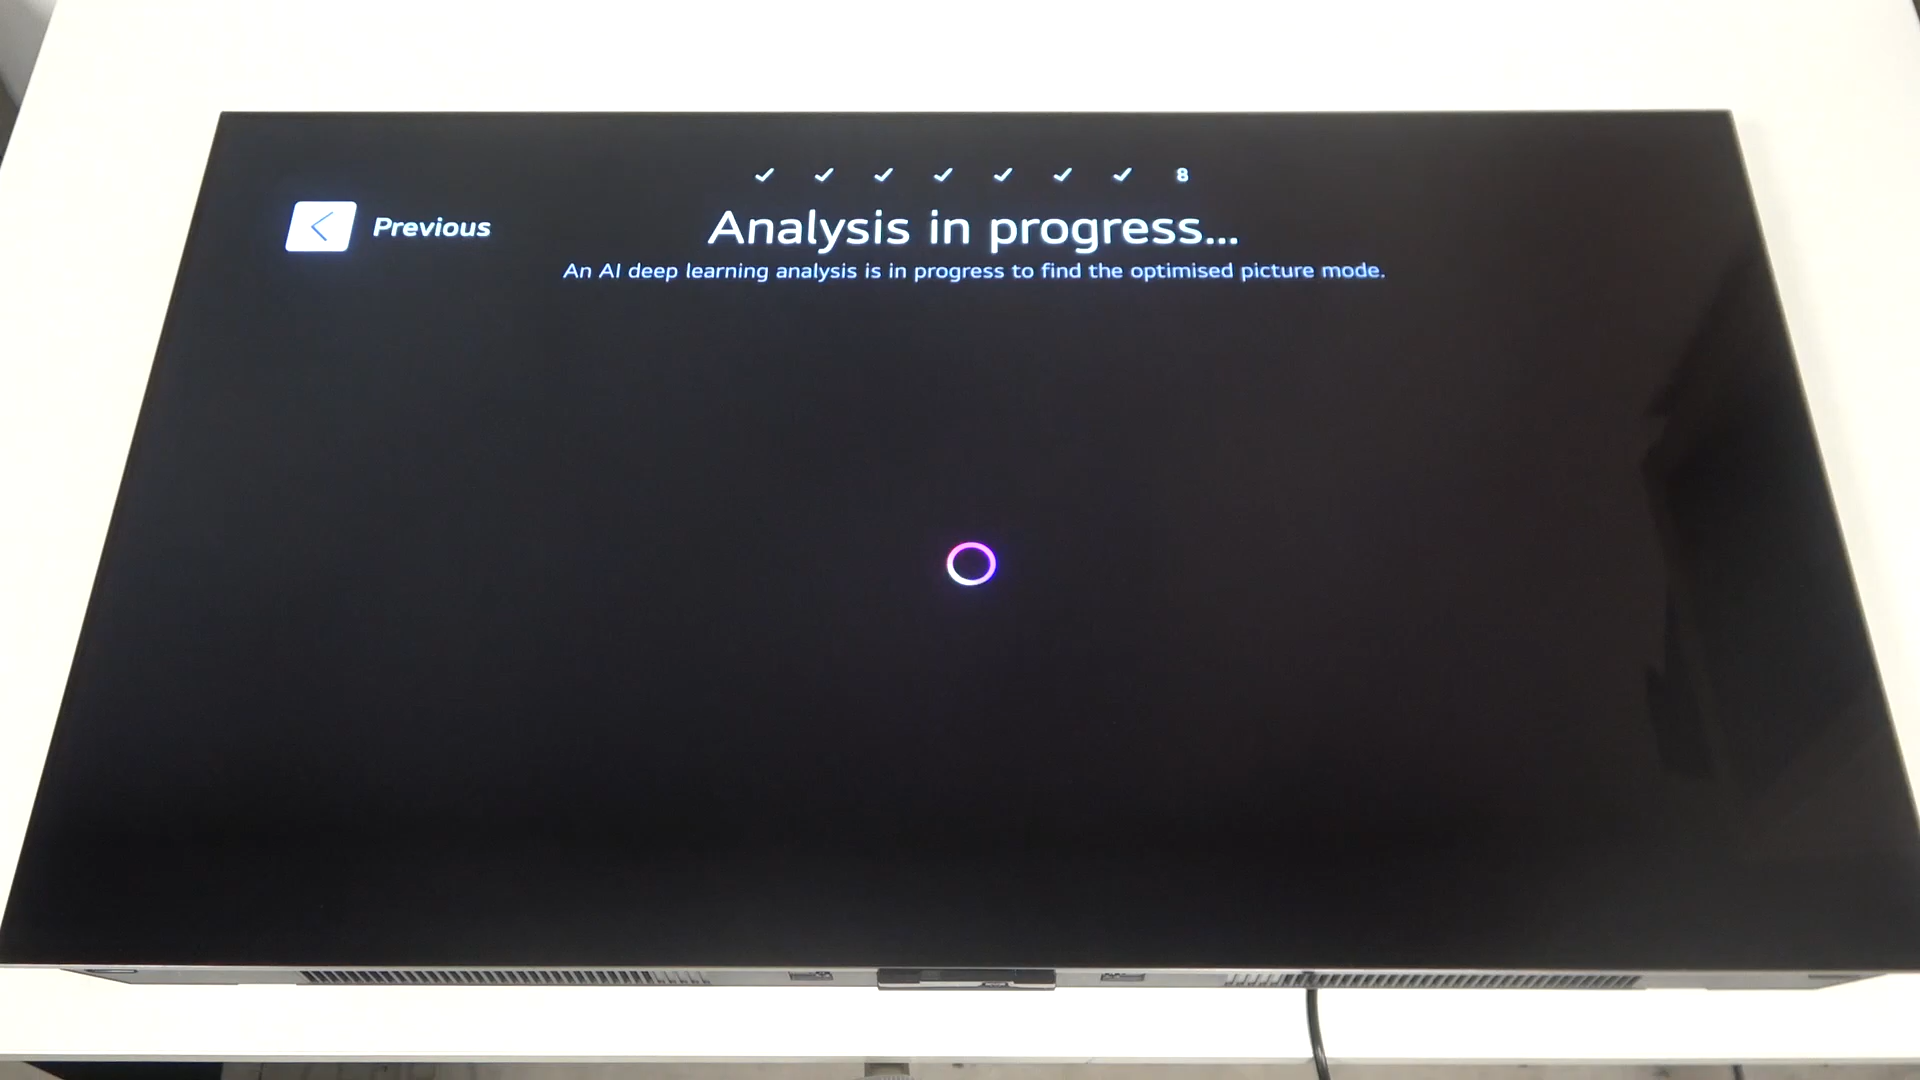 8
Previous
Analysis in progress...
An AI deep learning analysis is in progress to find the optimised picture mode.